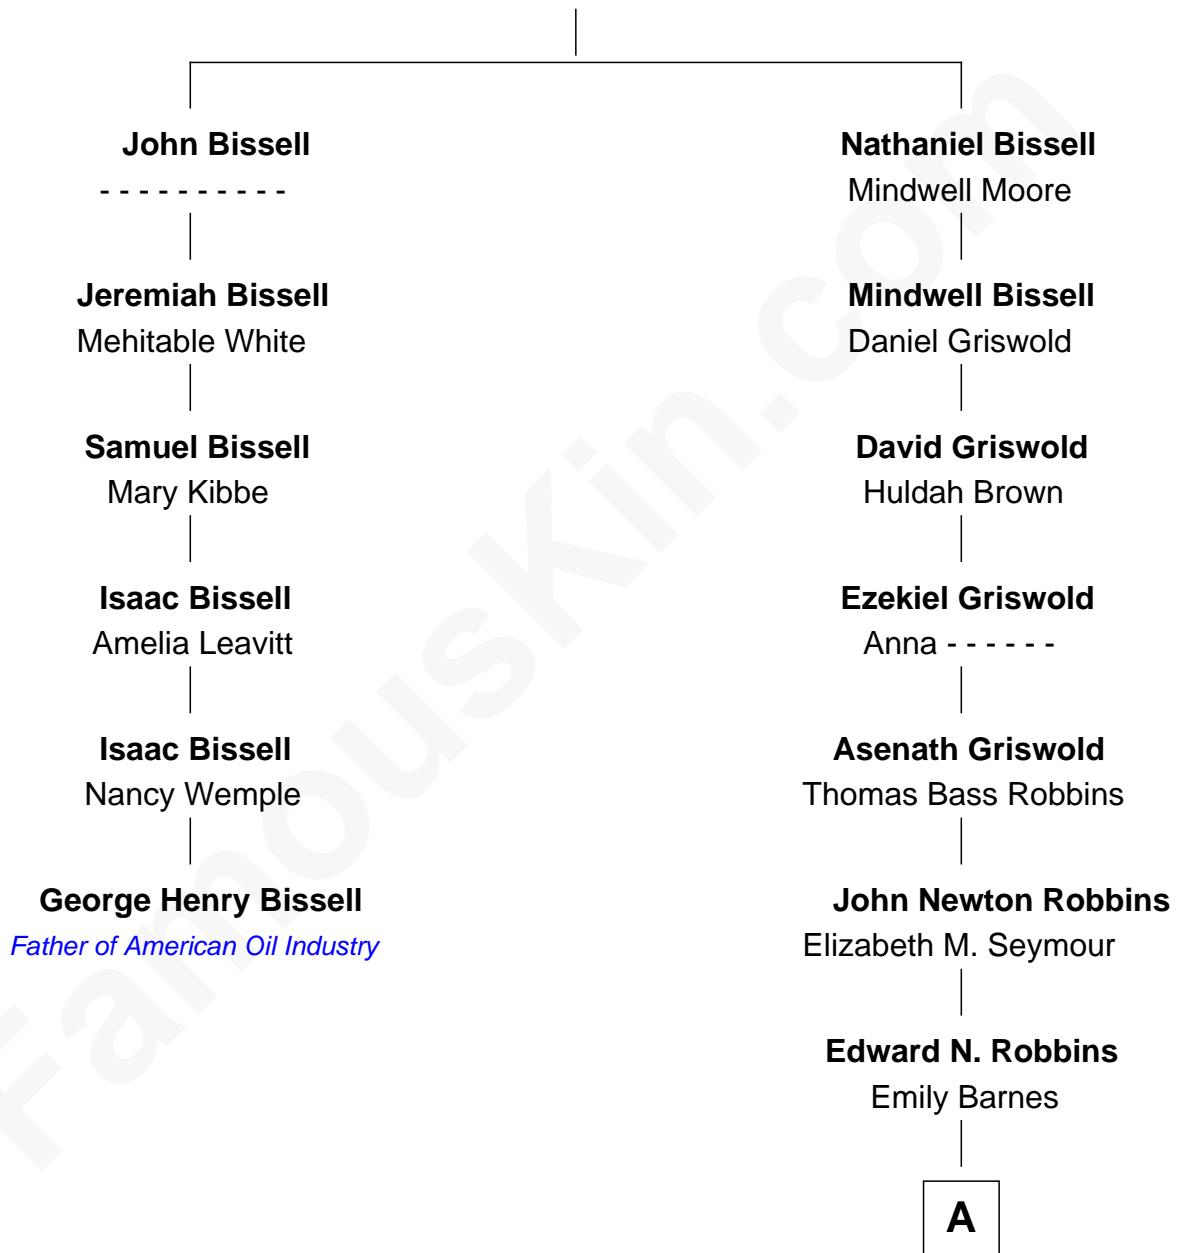 John Bissell
- - - - - - - - - -
Jeremiah Bissell
Mehitable White
Samuel Bissell
Mary Kibbe
Isaac Bissell
Amelia Leavitt
Isaac Bissell
Nancy Wemple
George Henry Bissell
Father of American Oil Industry
Nathaniel Bissell
Mindwell Moore
Mindwell Bissell
Daniel Griswold
David Griswold
Huldah Brown
Ezekiel Griswold
Anna - - - - - -
Asenath Griswold
Thomas Bass Robbins
John Newton Robbins
Elizabeth M. Seymour
Edward N. Robbins
Emily Barnes
A
FamousKin.com